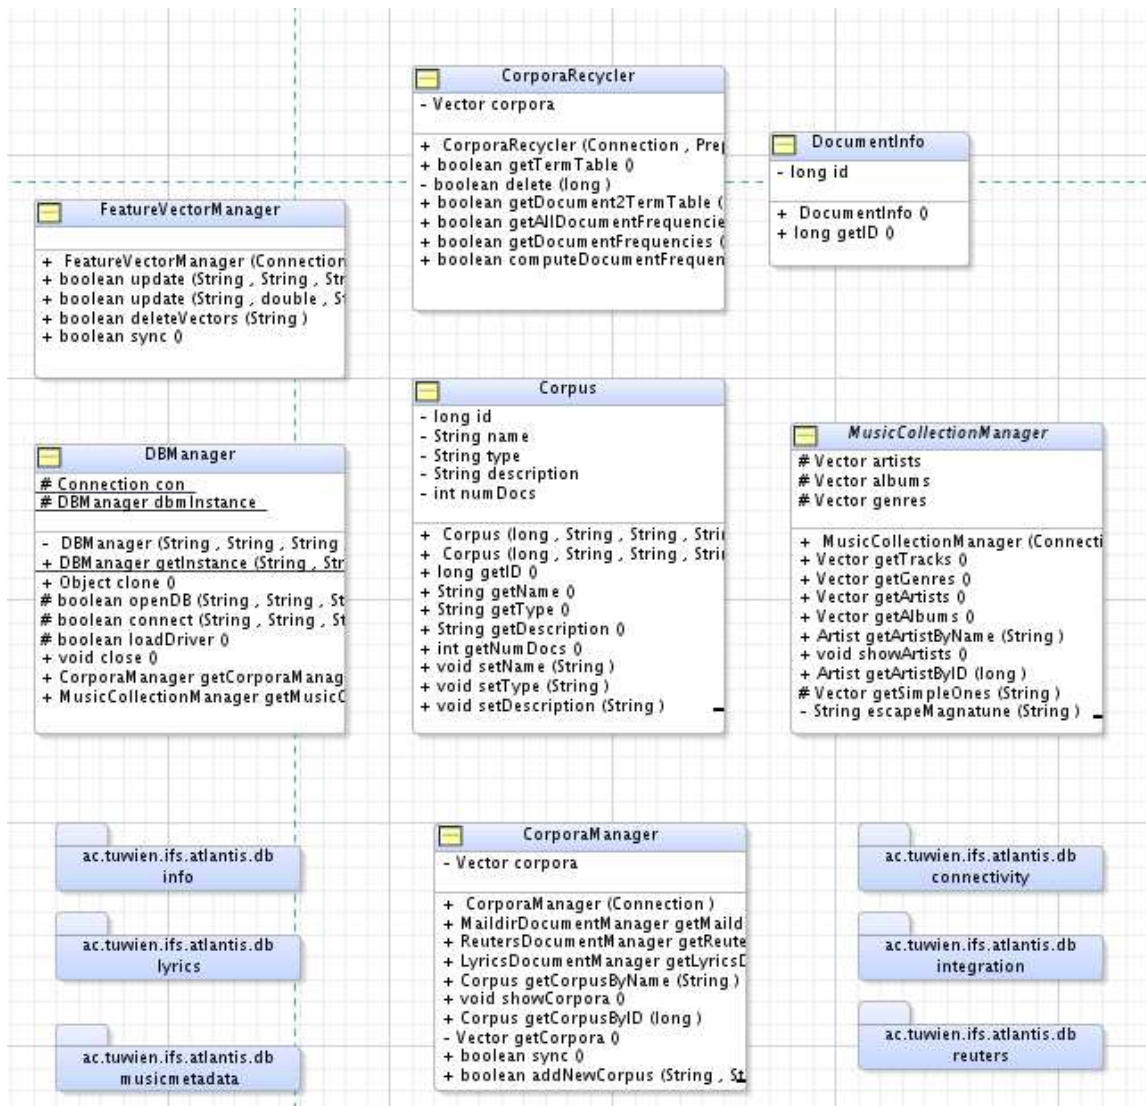 CorporaRecycler
- Vector corpora
+ CorporaRecycler (Connection , Prep
+ boolean getTermTable ()
- boolean delete (long )
+ boolean getDocument2TermTable (
+ boolean getAllDocumentFrequencie
+ boolean getDocumentFrequencies (
+ boolean computeDocumentFrequen
DocumentInfo
- long id
+ DocumentInfo ()
+ long getID ()
FeatureVectorManager
+ FeatureVectorManager (Connection
+ boolean update (String , String , Str
+ boolean update (String , double , St
+ boolean deleteVectors (String )
+ boolean sync ()
Corpus
- long id
- String name
- String type
- String description
- int numDocs
+ Corpus (long , String , String , Stri
+ Corpus (long , String , String , Stri
+ long getID ()
+ String getName ()
+ String getType ()
+ String getDescription ()
+ int getNumDocs ()
+ void setName (String )
+ void setType (String )
+ void setDescription (String )
DBManager
# Connection con
# DBManager dbmInstance
- DBManager (String , String , String
+ DBManager getInstance (String , Str
+ Object clone ()
# boolean openDB (String , String , St
# boolean connect (String , String , St
# boolean loadDriver ()
+ void close ()
+ CorporaManager getCorporaManag
+ MusicCollectionManager getMusicC
MusicCollectionManager
# Vector artists
# Vector albums
# Vector genres
+ MusicCollectionManager (Connecti
+ Vector getTracks ()
+ Vector getGenres ()
+ Vector getArtists ()
+ Vector getAlbums ()
+ Artist getArtistByName (String )
+ void showArtists ()
+ Artist getArtistByID (long )
# Vector getSimpleOnes (String )
- String escapeMagnatune (String )
ac.tuwien.ifs.atlantis.db
info
ac.tuwien.ifs.atlantis.db
lyrics
ac.tuwien.ifs.atlantis.db
musicmetadata
CorporaManager
- Vector corpora
+ CorporaManager (Connection )
+ MaildirDocumentManager getMaild
+ ReutersDocumentManager getReute
+ LyricsDocumentManager getLyricsD
+ Corpus getCorpusByName (String )
+ void showCorpora ()
+ Corpus getCorpusByID (long )
- Vector getCorpora ()
+ boolean sync ()
+ boolean addNewCorpus (String , St
ac.tuwien.ifs.atlantis.db
connectivity
ac.tuwien.ifs.atlantis.db
integration
ac.tuwien.ifs.atlantis.db
reuters